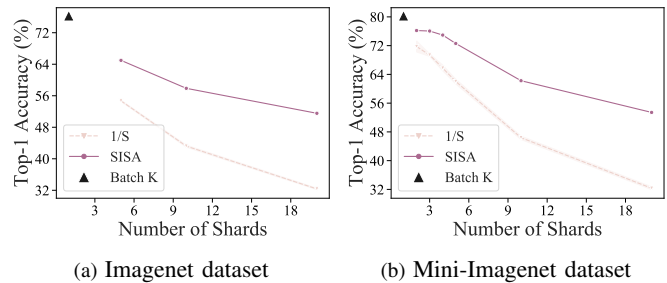 Top-1 Accuracy (%)
72
64
56
48
40
32
1/S
SISA
Batch K
3 6 9 12 15 18
Number of Shards
(a) Imagenet dataset
Top-1 Accuracy (%)
80
72
64
56
48
40
32
1/S
SISA
Batch K
3 6 9 12 15 18
Number of Shards
(b) Mini-Imagenet dataset